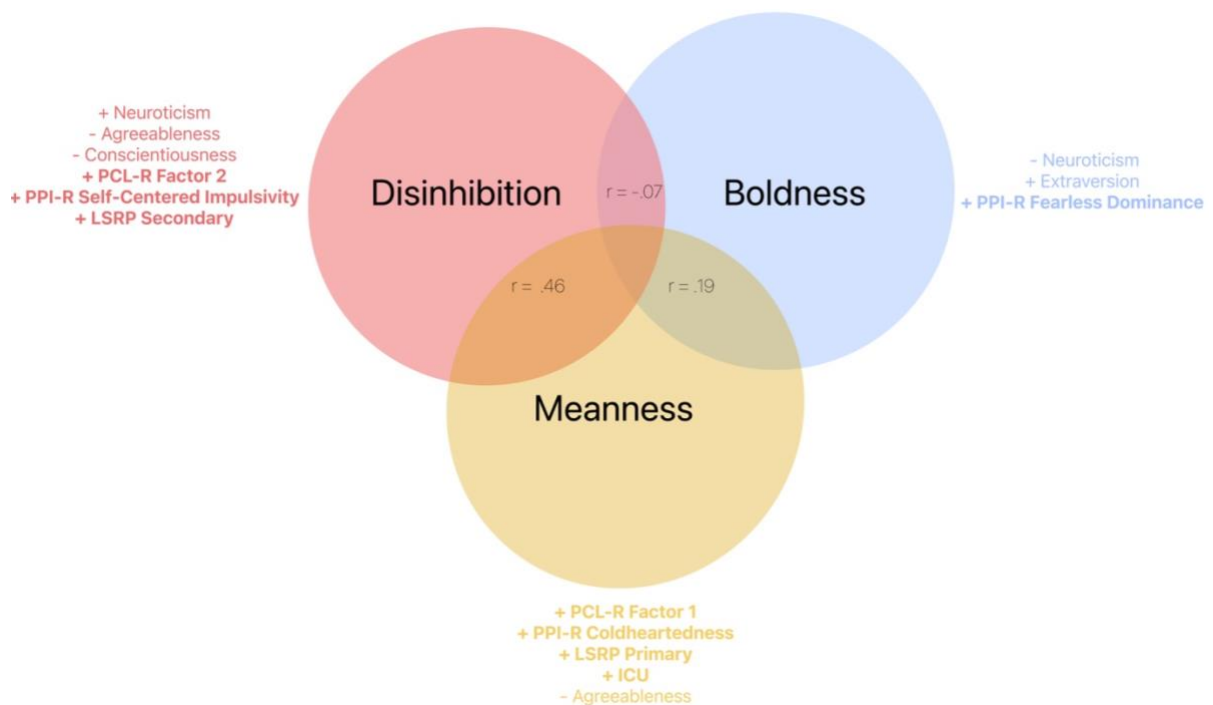 + Neuroticism
- Agreeableness
- Conscientiousness
+ PCL-R Factor 2
+ PPI-R Self-Centered Impulsivity
+ LSRP Secondary
Disinhibition
r = -.07
Boldness
- Neuroticism
+ Extraversion
+ PPI-R Fearless Dominance
r = .46
r = .19
Meanness
+ PCL-R Factor 1
+ PPI-R Coldheartedness
+ LSRP Primary
+ ICU
- Agreeableness